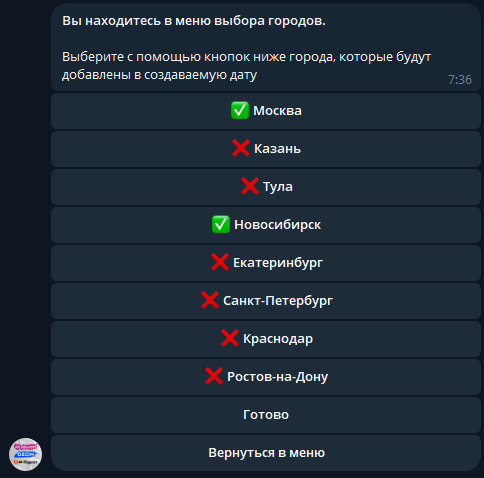 Вы находитесь в меню выбора городов.
Выберите с помощью кнопок ниже города, которые будут
добавлены в создаваемую дату
7:36
✅ Москва
❌ Казань
❌ Тула
✅ Новосибирск
❌ Екатеринбург
❌ Санкт-Петербург
❌ Краснодар
❌ Ростов-на-Дону
Готово
Вернуться в меню
OZON